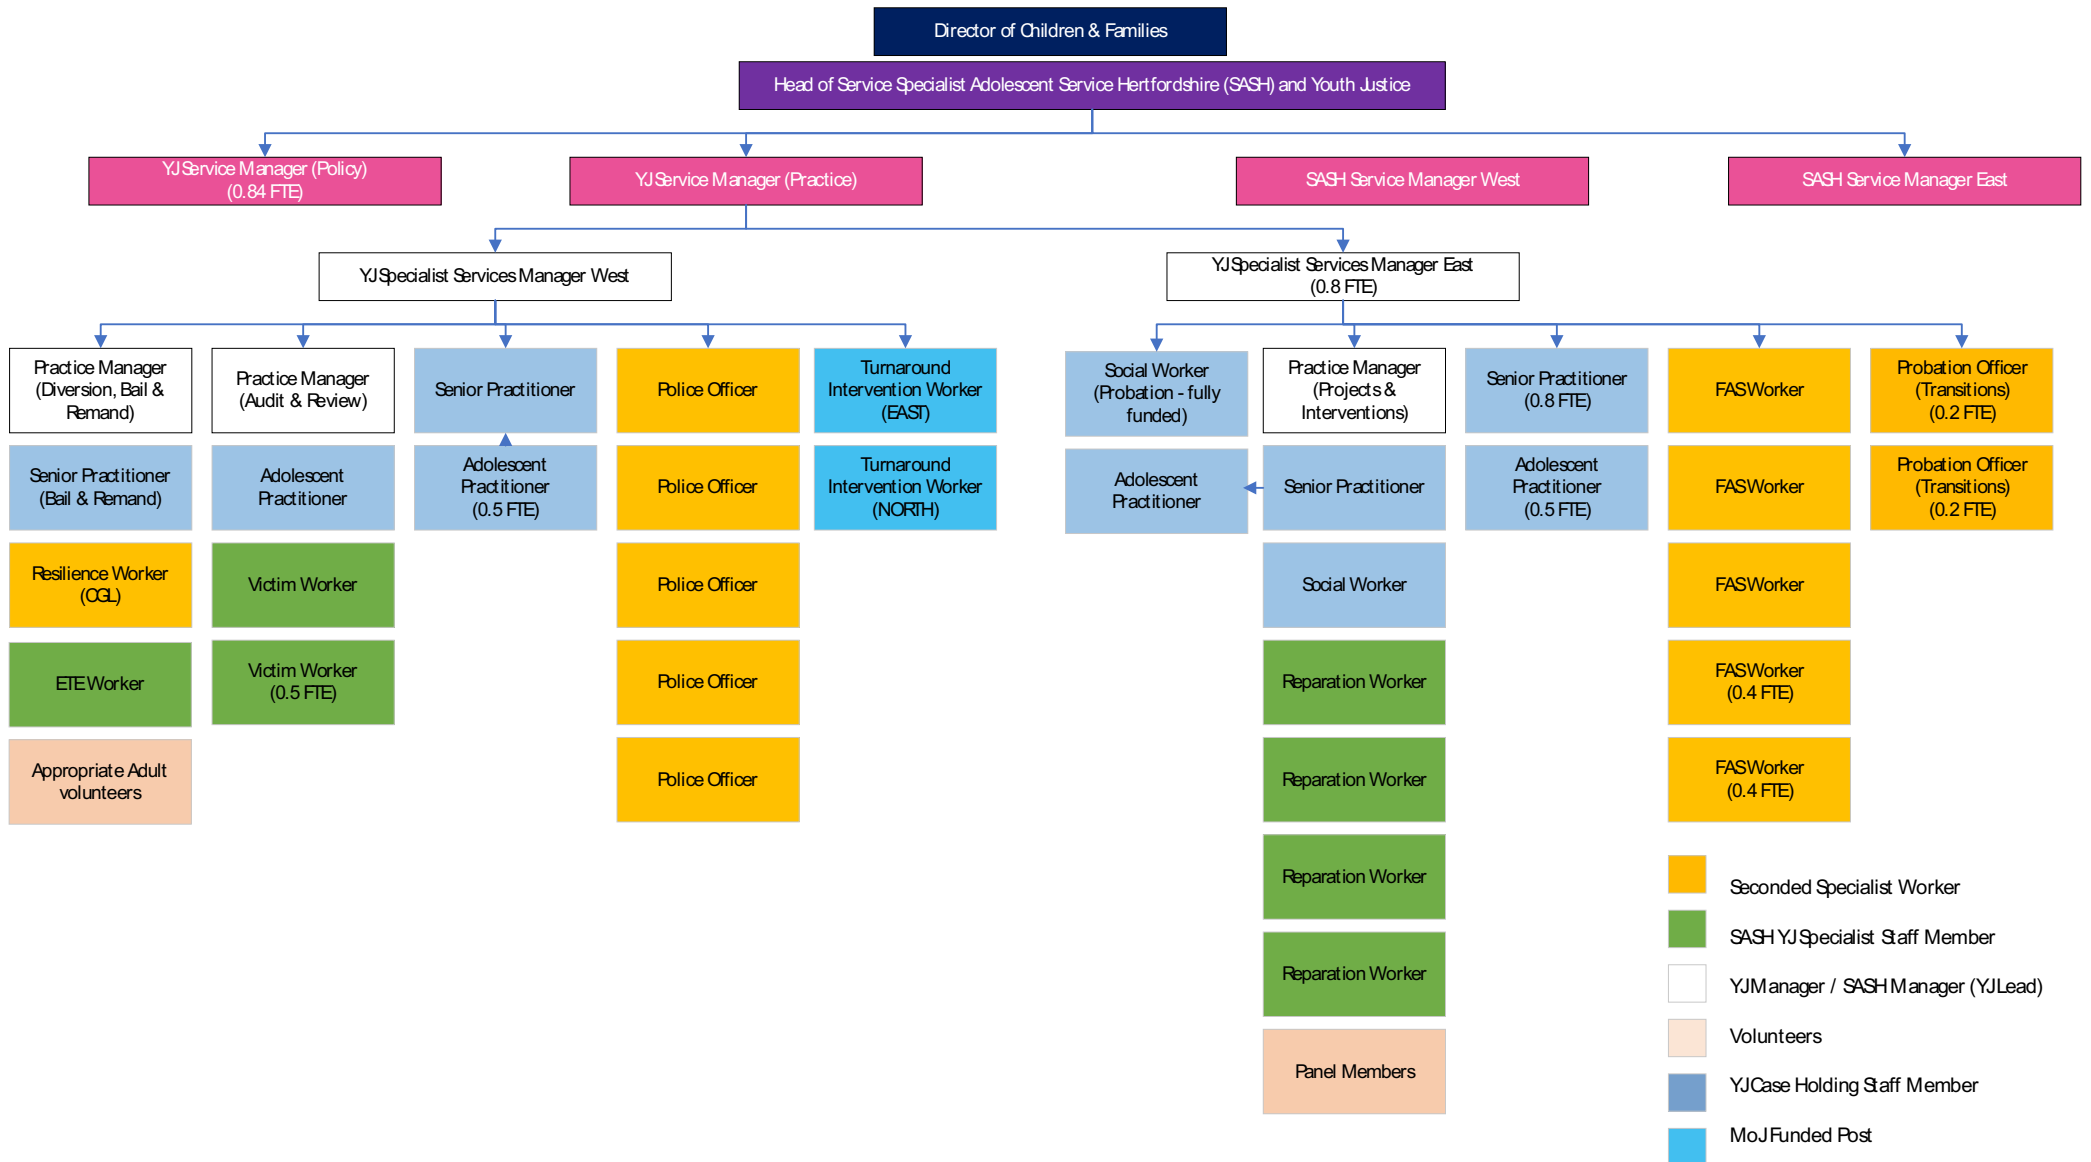 Director of Children & Families
Head of Service Specialist Adolescent Service Hertfordshire (SASH) and Youth Justice
YJ Service Manager (Policy)
(0.84 FTE)
YJ Service Manager (Practice)
SASH Service Manager West
SASH Service Manager East
YJ Specialist Services Manager West
YJ Specialist Services Manager East
(0.8 FTE)
Practice Manager
(Diversion, Bail &
Remand)
Practice Manager
(Audit & Review)
Senior Practitioner
Police Officer
Turnaround
Intervention Worker
(EAST)
Social Worker
(Probation - fully
funded)
Practice Manager
(Projects &
Interventions)
Senior Practitioner
(0.8 FTE)
FAS Worker
Probation Officer
(Transitions)
(0.2 FTE)
Senior Practitioner
(Bail & Remand)
Adolescent
Practitioner
Adolescent
Practitioner
(0.5 FTE)
Police Officer
Turnaround
Intervention Worker
(NORTH)
Adolescent
Practitioner
Senior Practitioner
Adolescent
Practitioner
(0.5 FTE)
FAS Worker
Probation Officer
(Transitions)
(0.2 FTE)
Resilience Worker
(CGL)
Victim Worker
Police Officer
Social Worker
FAS Worker
ETE Worker
Victim Worker
(0.5 FTE)
Police Officer
Reparation Worker
FAS Worker
(0.4 FTE)
Appropriate Adult
volunteers
Police Officer
Reparation Worker
FAS Worker
(0.4 FTE)
Reparation Worker
Reparation Worker
Panel Members
Seconded Specialist Worker
SASH YJ Specialist Staff Member
YJ Manager / SASH Manager (YJ Lead)
Volunteers
YJ Case Holding Staff Member
MoJ Funded Post